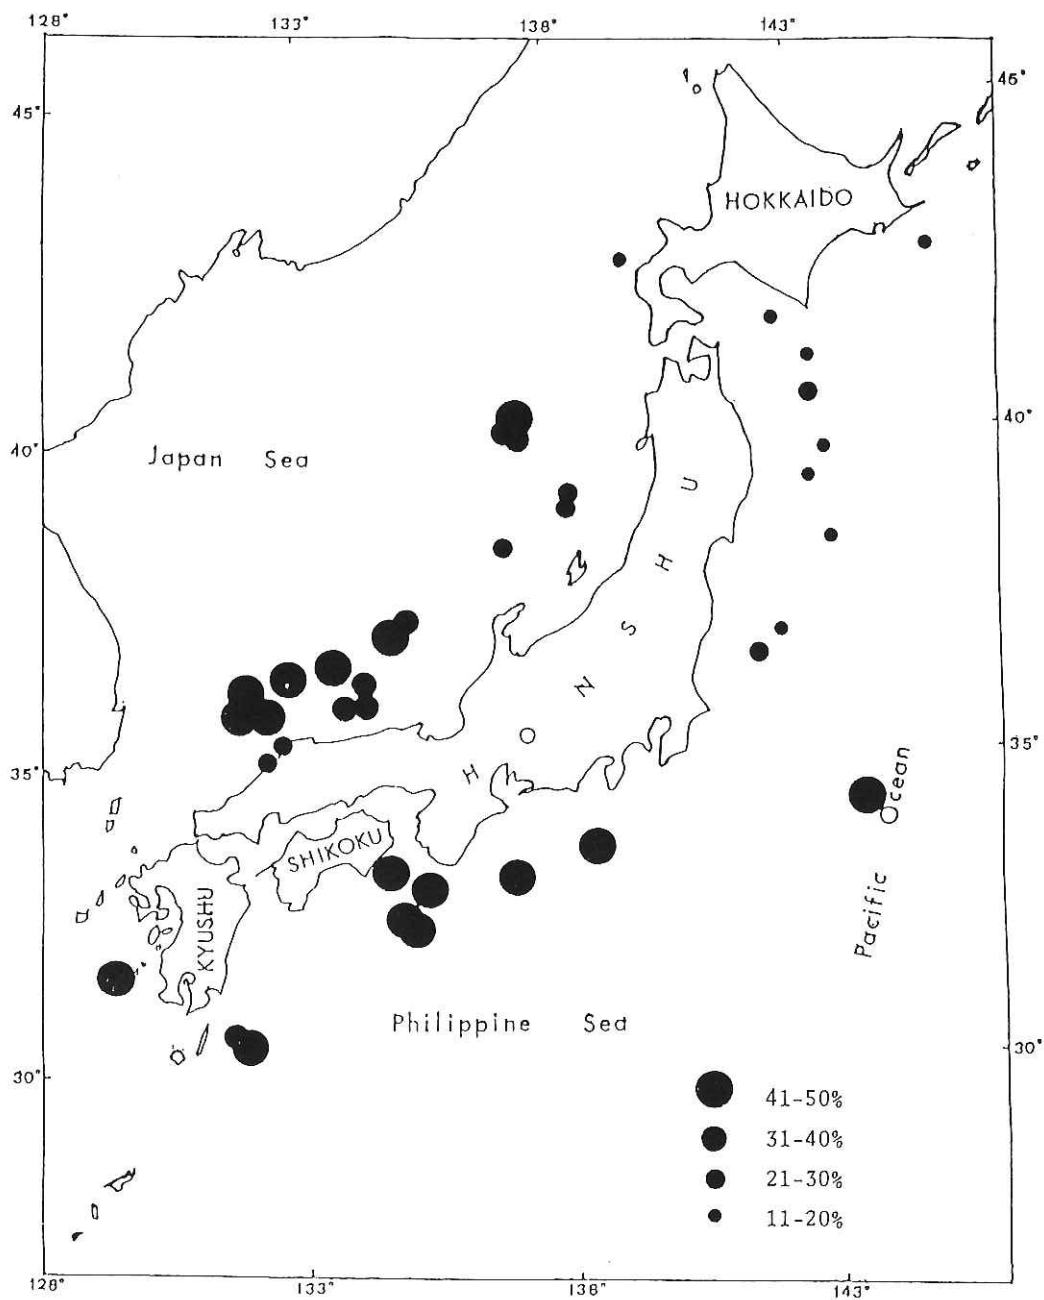 128° 133° 138° 143°
45°
45°
HOKKAIDO
40°
40°
Japan Sea
HONSHU
35°
35°
SHIKOKU
KYUSHU
Pacific Ocean
Philippine Sea
30°
30°
41-50%
31-40%
21-30%
11-20%
128° 133° 138° 143°